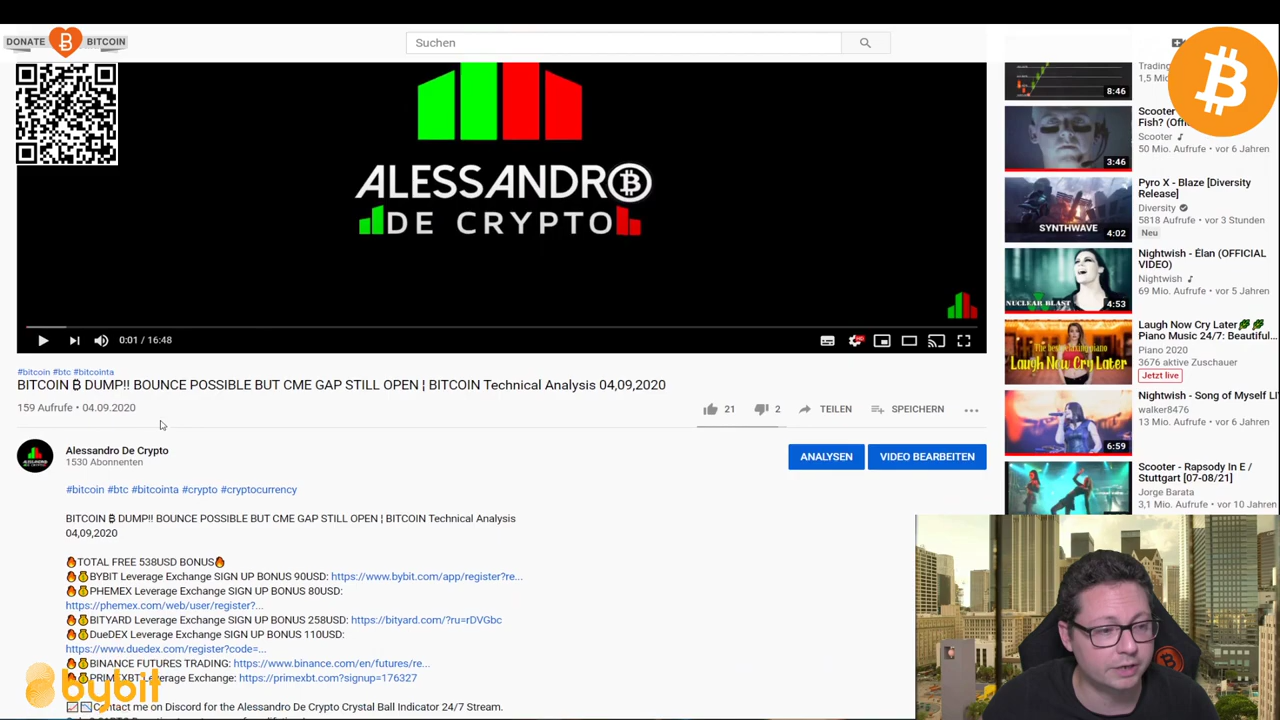 DONATE BITCOIN
Suchen
ALESSANDRO
DE CRYPTO
0:01 / 16:48
#bitcoin #btc #bitcointa
BITCOIN ₿ DUMP!! BOUNCE POSSIBLE BUT CME GAP STILL OPEN ¦ BITCOIN Technical Analysis 04,09,2020
159 Aufrufe • 04.09.2020
21
2
TEILEN
SPEICHERN
Alessandro De Crypto
1530 Abonnenten
ANALYSEN
VIDEO BEARBEITEN
#bitcoin #btc #bitcointa #crypto #cryptocurrency
BITCOIN ₿ DUMP!! BOUNCE POSSIBLE BUT CME GAP STILL OPEN ¦ BITCOIN Technical Analysis
04,09,2020
🔥TOTAL FREE 538USD BONUS🔥
🔥💰BYBIT Leverage Exchange SIGN UP BONUS 90USD: https://www.bybit.com/app/register?re...
🔥💰PHEMEX Leverage Exchange SIGN UP BONUS 80USD:
https://phemex.com/web/user/register?...
🔥💰BITYARD Leverage Exchange SIGN UP BONUS 258USD: https://bityard.com/?ru=rDVGbc
🔥💰DueDEX Leverage Exchange SIGN UP BONUS 110USD:
https://www.duedex.com/register?code=...
🔥💰BINANCE FUTURES TRADING: https://www.binance.com/en/futures/re...
🔥💰PRIMEXBT Leverage Exchange: https://primexbt.com?signup=176327
📈📉Contact me on Discord for the Alessandro De Crypto Crystal Ball Indicator 24/7 Stream.
bybit
Trading
1,5 Mio.
8:46
Scooter
Fish?
Scooter
50 Mio. Aufrufe • vor 6 Jahren
3:46
Pyro X - Blaze [Diversity
Release]
Diversity
5818 Aufrufe • vor 3 Stunden
Neu
SYNTHWAVE
4:02
Nightwish - Élan (OFFICIAL
VIDEO)
Nightwish
69 Mio. Aufrufe • vor 5 Jahren
NUCLEAR BLAST
4:53
Laugh Now Cry Later🍃🍃
Piano Music 24/7: Beautiful...
Piano 2020
3676 aktive Zuschauer
Jetzt live
Laugh Now Cry Later
Nightwish - Song of Myself
walker8476
13 Mio. Aufrufe • vor 6 Jahren
6:59
Scooter - Rapsody In E /
Stuttgart [07-08/21]
Jorge Barata
3,1 Mio. Aufrufe • vor 10 Jahren